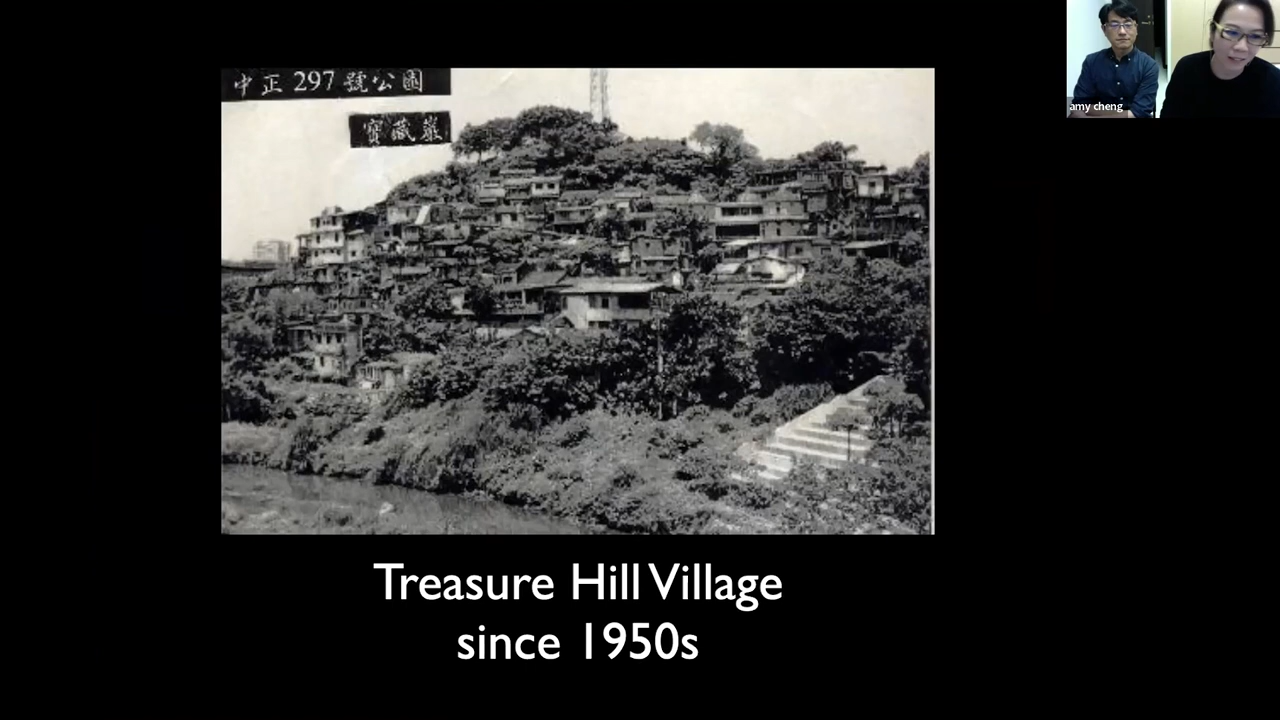 中正297號公園
寶藏巖
amy cheng
Treasure Hill Village
since 1950s